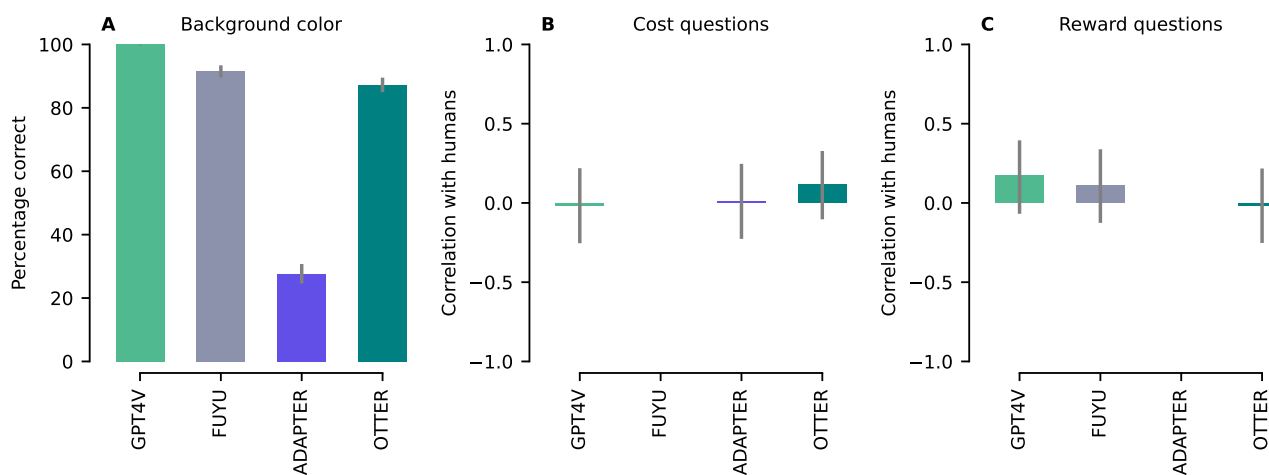 A
Background color
Percentage correct
100
80
60
40
20
0
GPT4V
FUYU
ADAPTER
OTTER
B
Cost questions
Correlation with humans
1.0
0.5
0.0
−0.5
−1.0
GPT4V
FUYU
ADAPTER
OTTER
C
Reward questions
Correlation with humans
1.0
0.5
0.0
−0.5
−1.0
GPT4V
FUYU
ADAPTER
OTTER